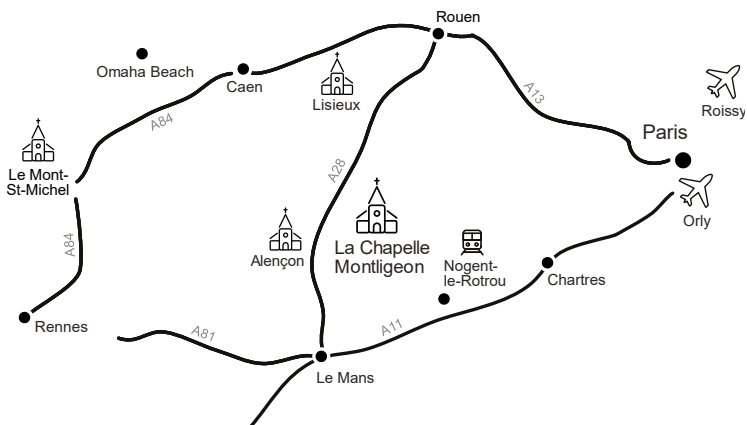 Rouen
Omaha Beach
Caen
Lisieux
A84
A13
Roissy
Paris
Le Mont-
St-Michel
A28
Orly
A84
Alençon
La Chapelle
Montligeon
Nogent-
le-Rotrou
Chartres
Rennes
A81
A11
Le Mans